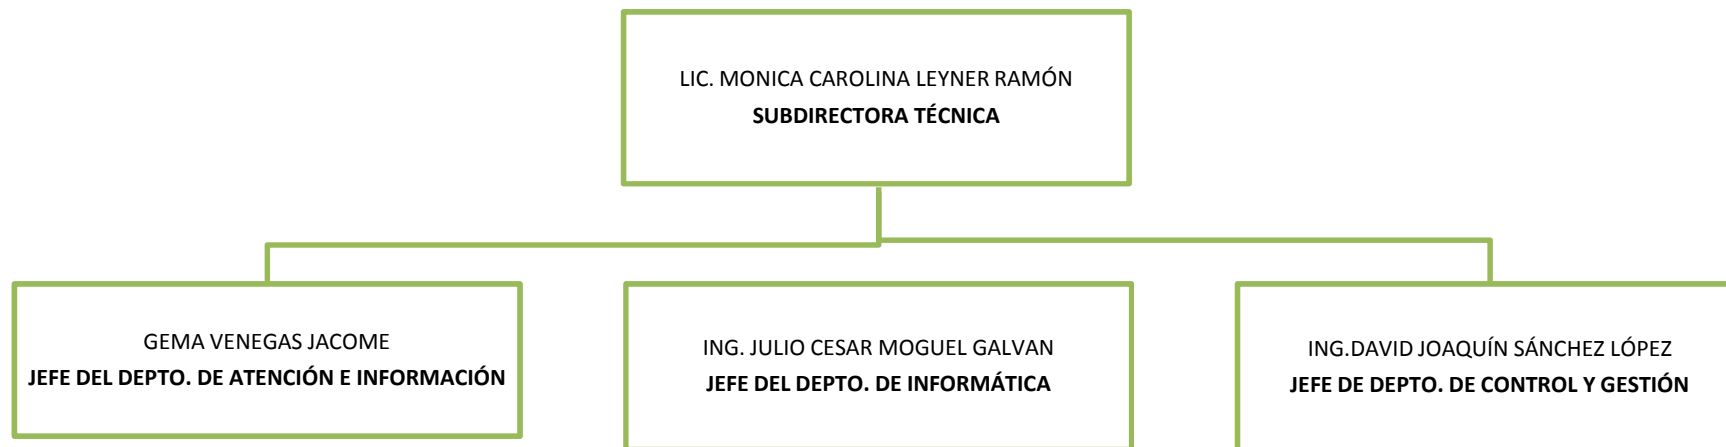 LIC. MONICA CAROLINA LEYNER RAMÓN
SUBDIRECTORA TÉCNICA
GEMA VENEGAS JACOME
JEFE DEL DEPTO. DE ATENCIÓN E INFORMACIÓN
ING. JULIO CESAR MOGUEL GALVAN
JEFE DEL DEPTO. DE INFORMÁTICA
ING.DAVID JOAQUÍN SÁNCHEZ LÓPEZ
JEFE DE DEPTO. DE CONTROL Y GESTIÓN